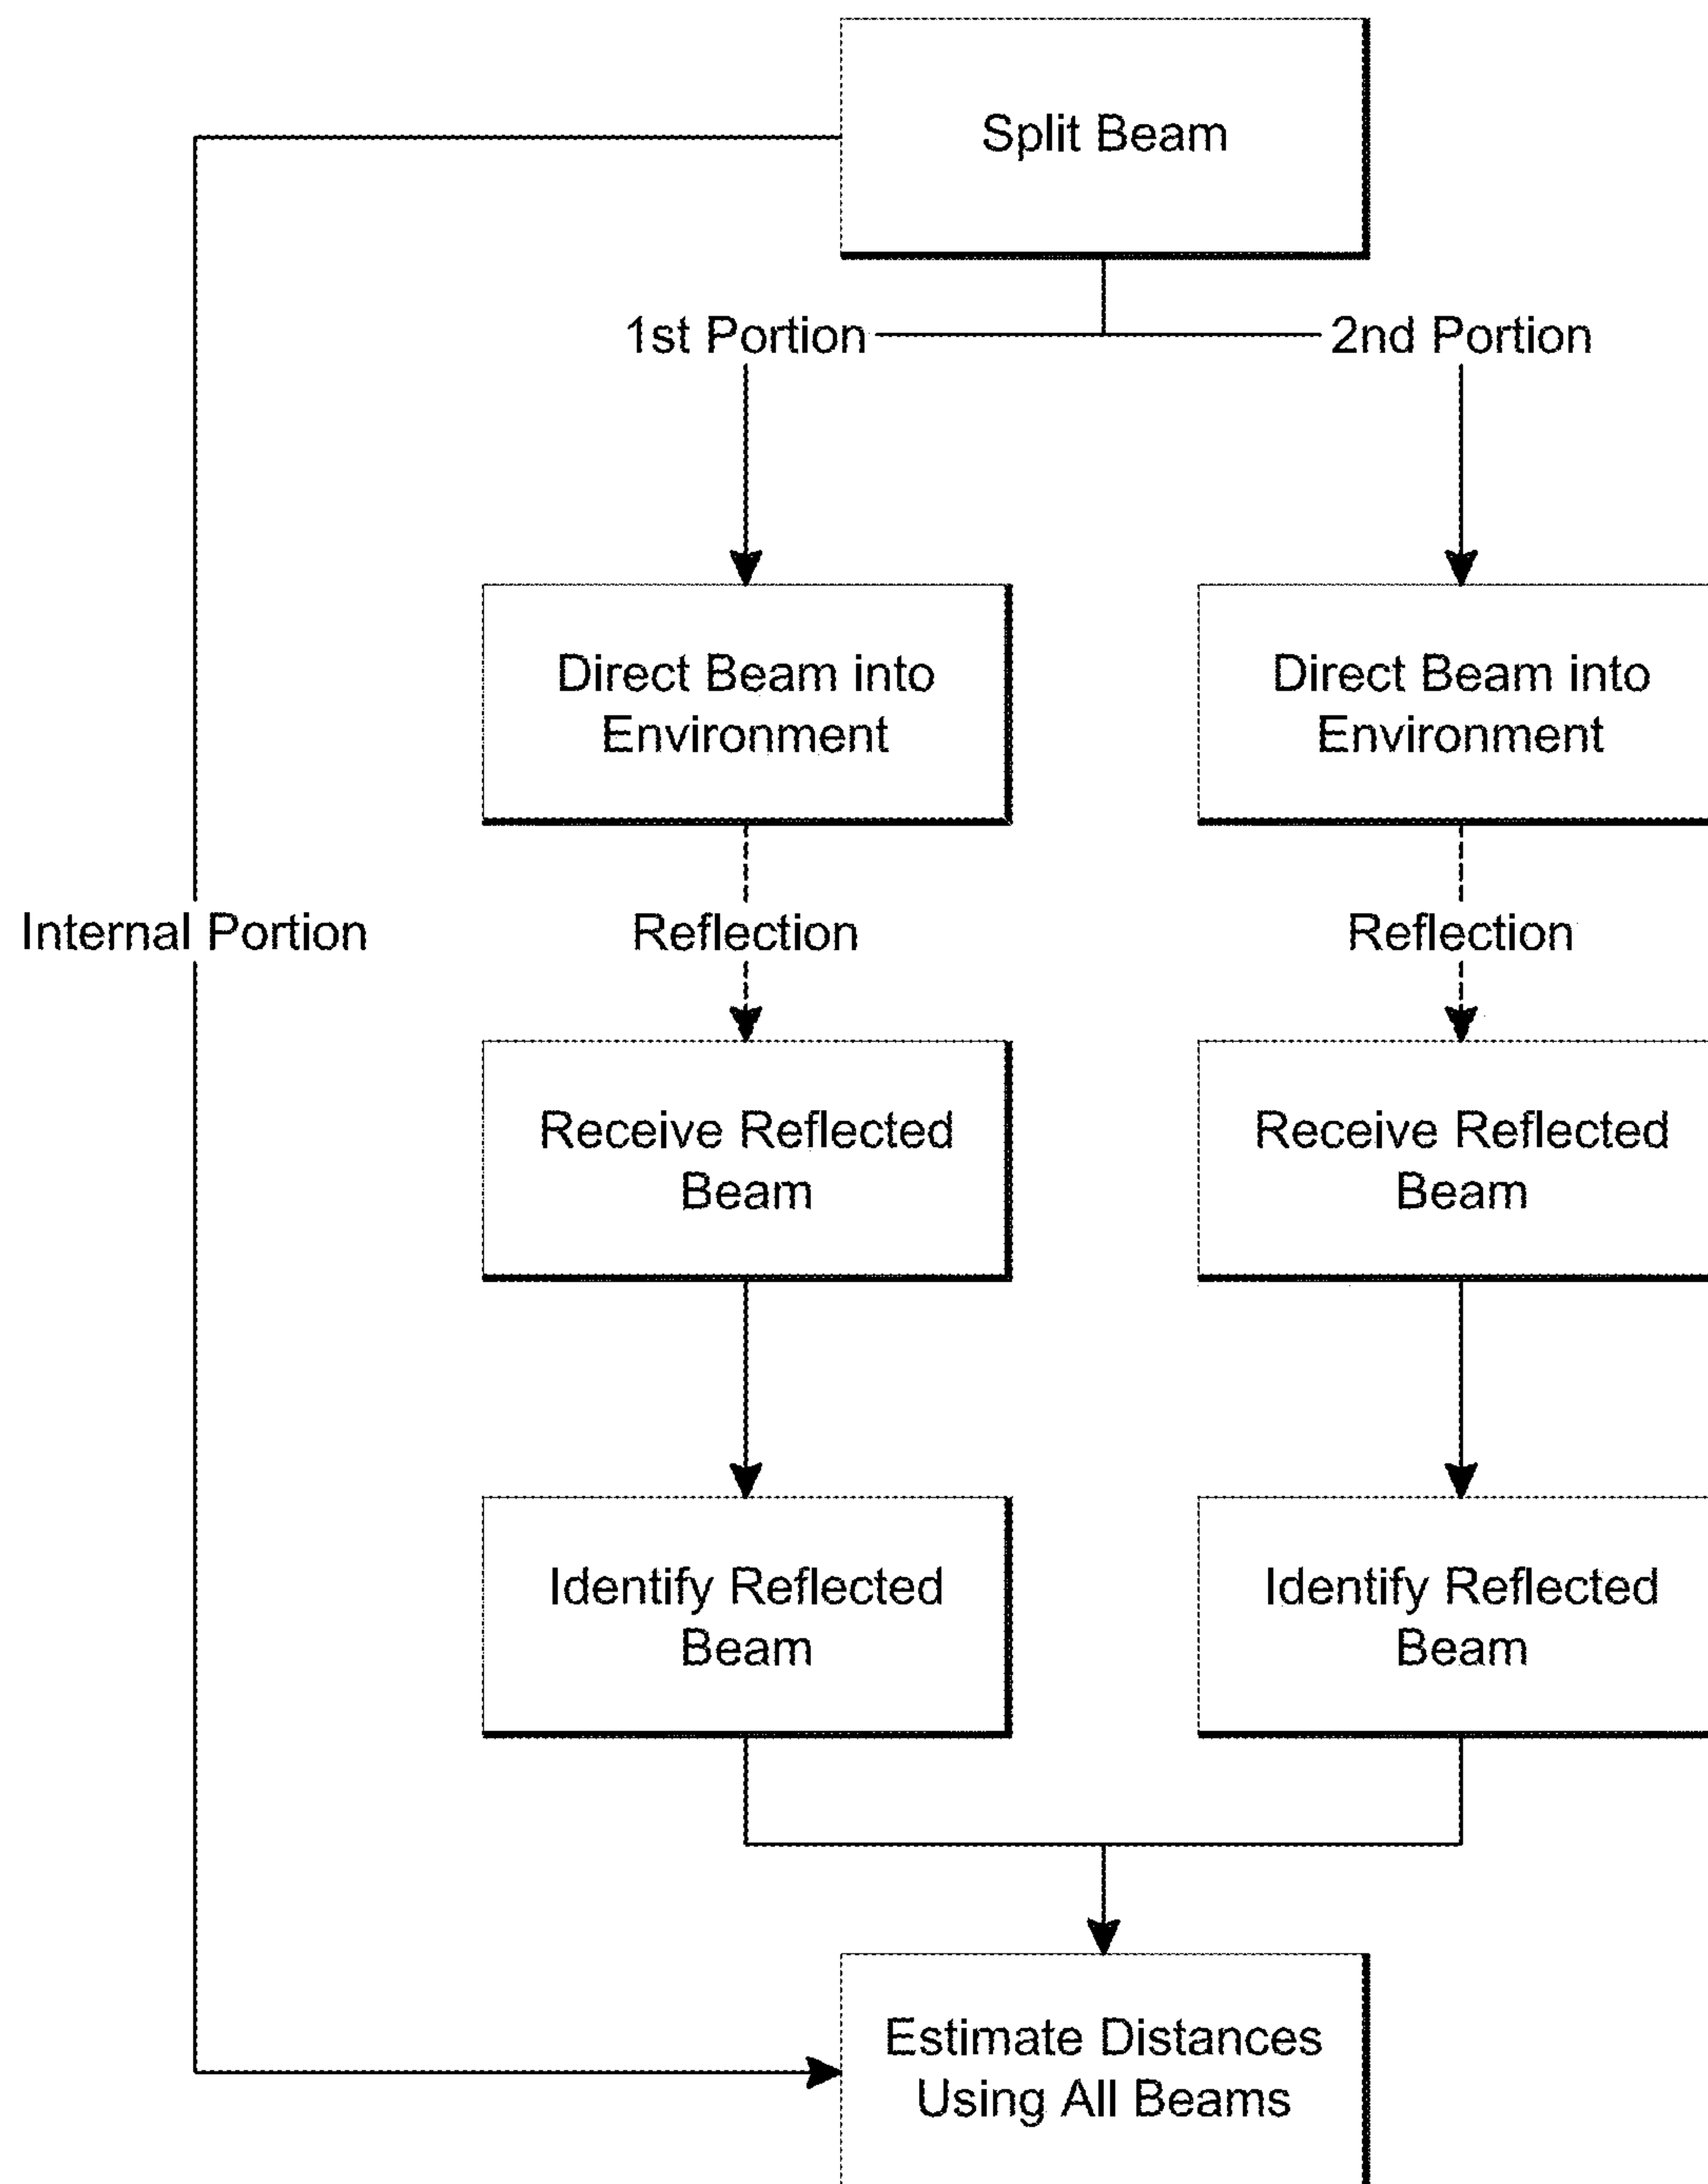 Split Beam
1st Portion
2nd Portion
Direct Beam into
Environment
Direct Beam into
Environment
Internal Portion
Reflection
Reflection
Receive Reflected
Beam
Receive Reflected
Beam
Identify Reflected
Beam
Identify Reflected
Beam
Estimate Distances
Using All Beams